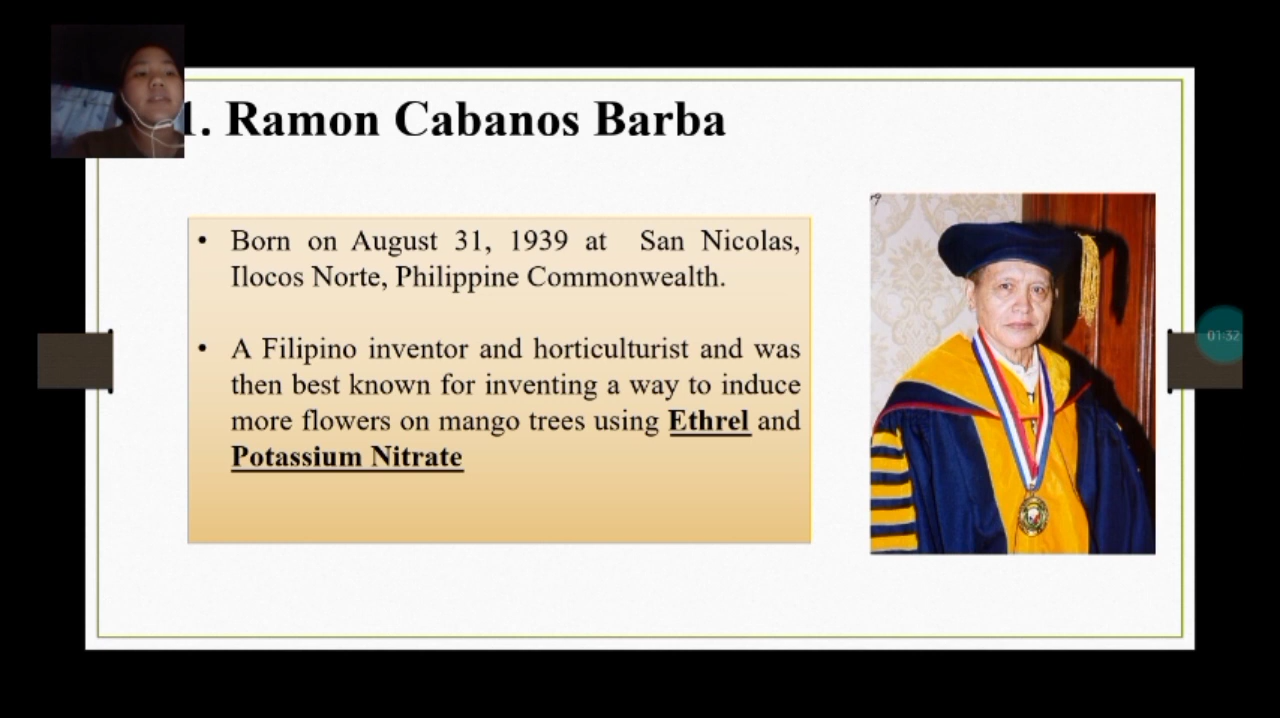 1. Ramon Cabanos Barba
• Born on August 31, 1939 at San Nicolas,
Ilocos Norte, Philippine Commonwealth.
• A Filipino inventor and horticulturist and was
then best known for inventing a way to induce
more flowers on mango trees using Ethrel and
Potassium Nitrate
01:32